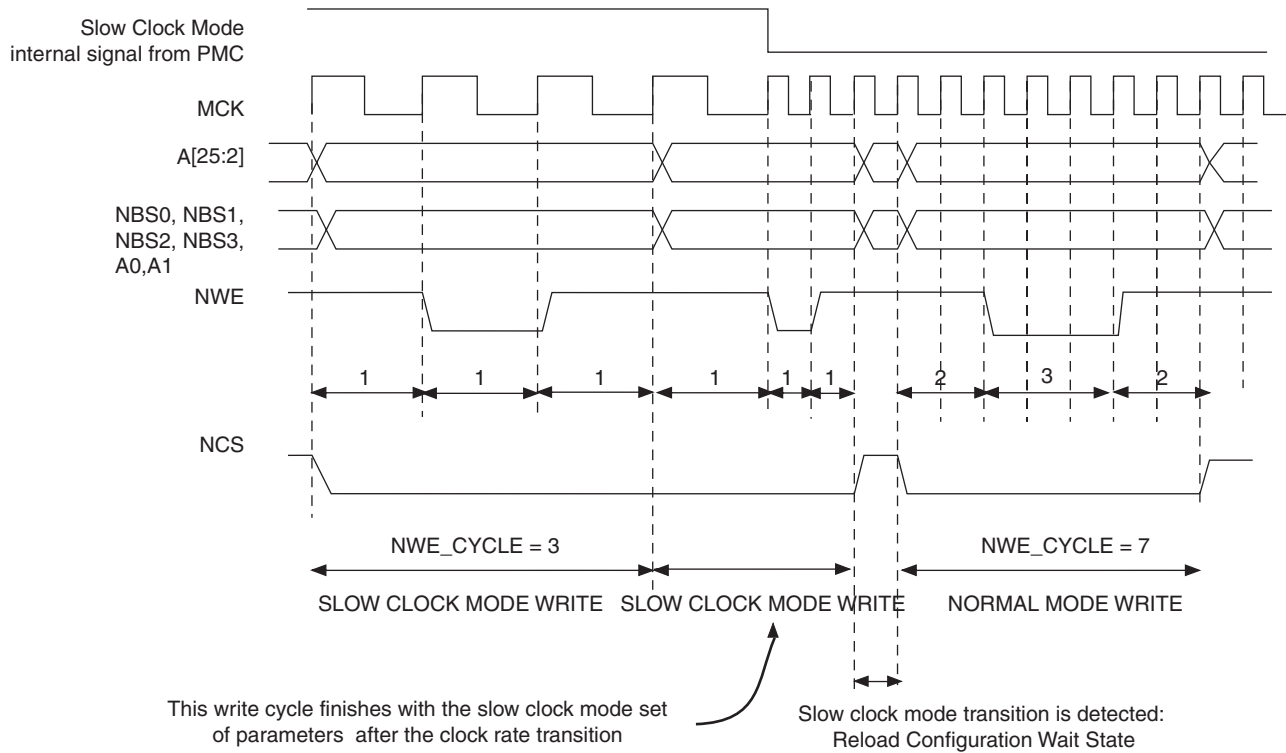 Slow Clock Mode
internal signal from PMC
MCK
A[25:2]
NBS0, NBS1,
NBS2, NBS3,
A0,A1
NWE
1 1 1 1 1 1 2 3 2
NCS
NWE_CYCLE = 3 NWE_CYCLE = 7
SLOW CLOCK MODE WRITE SLOW CLOCK MODE WRITE NORMAL MODE WRITE
This write cycle finishes with the slow clock mode set
of parameters after the clock rate transition
Slow clock mode transition is detected:
Reload Configuration Wait State